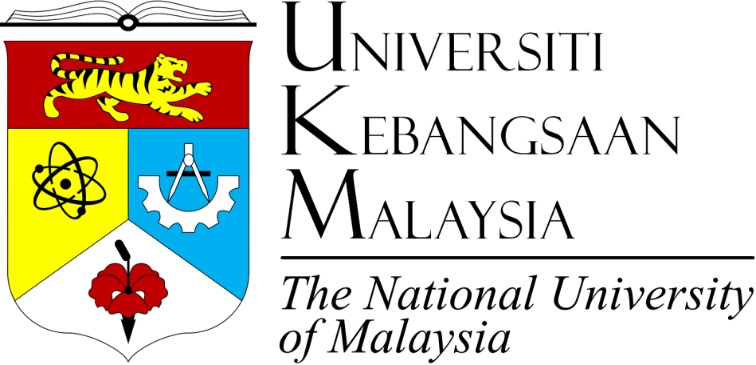 UNIVERSITI
KEBANGSAAN
MALAYSIA
The National University
of Malaysia